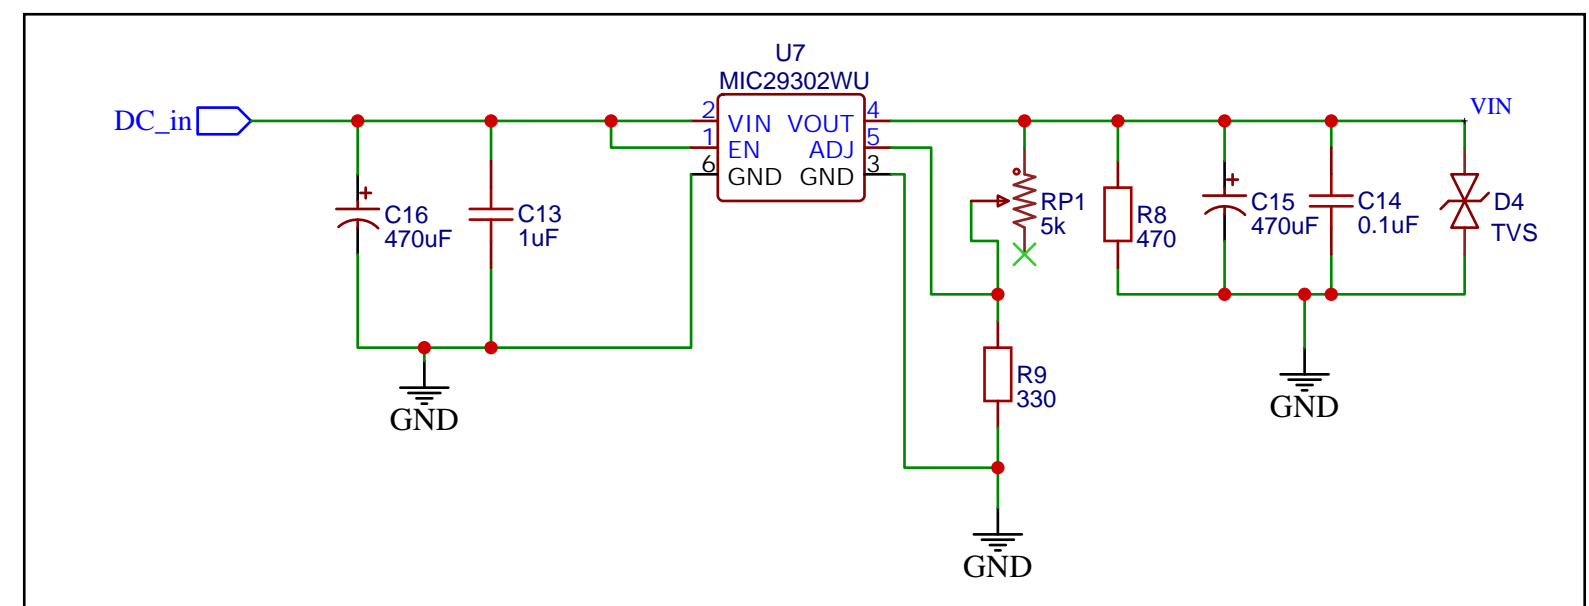 U7
MIC29302WU
DC_in
VIN
2
VIN
VOUT
4
1
EN
ADJ
5
6
GND
GND
3
+
C16
470uF
C13
1uF
RP1
5k
R8
470
+
C15
470uF
C14
0.1uF
D4
TVS
R9
330
GND
GND
GND